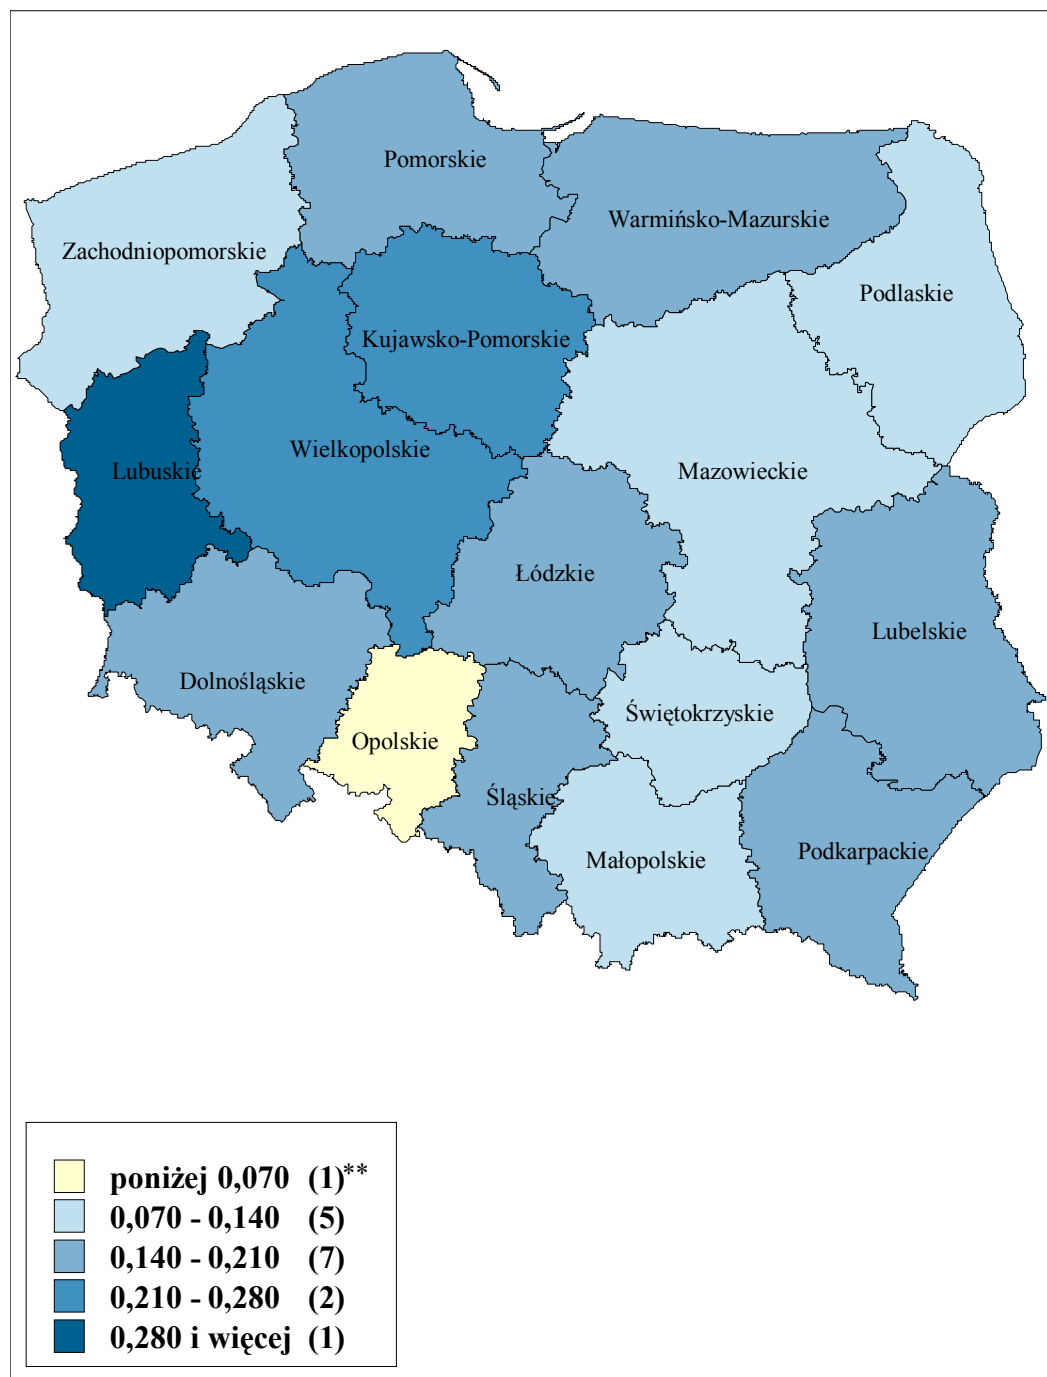 Pomorskie
Warmińsko-Mazurskie
Zachodniopomorskie
Podlaskie
Kujawsko-Pomorskie
Wielkopolskie
Lubuskie
Mazowieckie
Łódzkie
Lubelskie
Dolnośląskie
Świętokrzyskie
Opolskie
Śląskie
Małopolskie
Podkarpackie
poniżej 0,070 (1)**
0,070 - 0,140 (5)
0,140 - 0,210 (7)
0,210 - 0,280 (2)
0,280 i więcej (1)